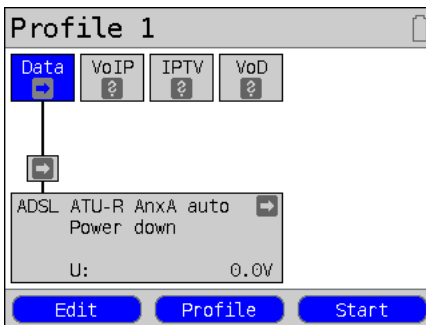 Profile 1
Data VoIP IPTV VoD
? ? ?
ADSL ATU-R AnxA auto
Power down
U: 0.0V
Edit Profile Start